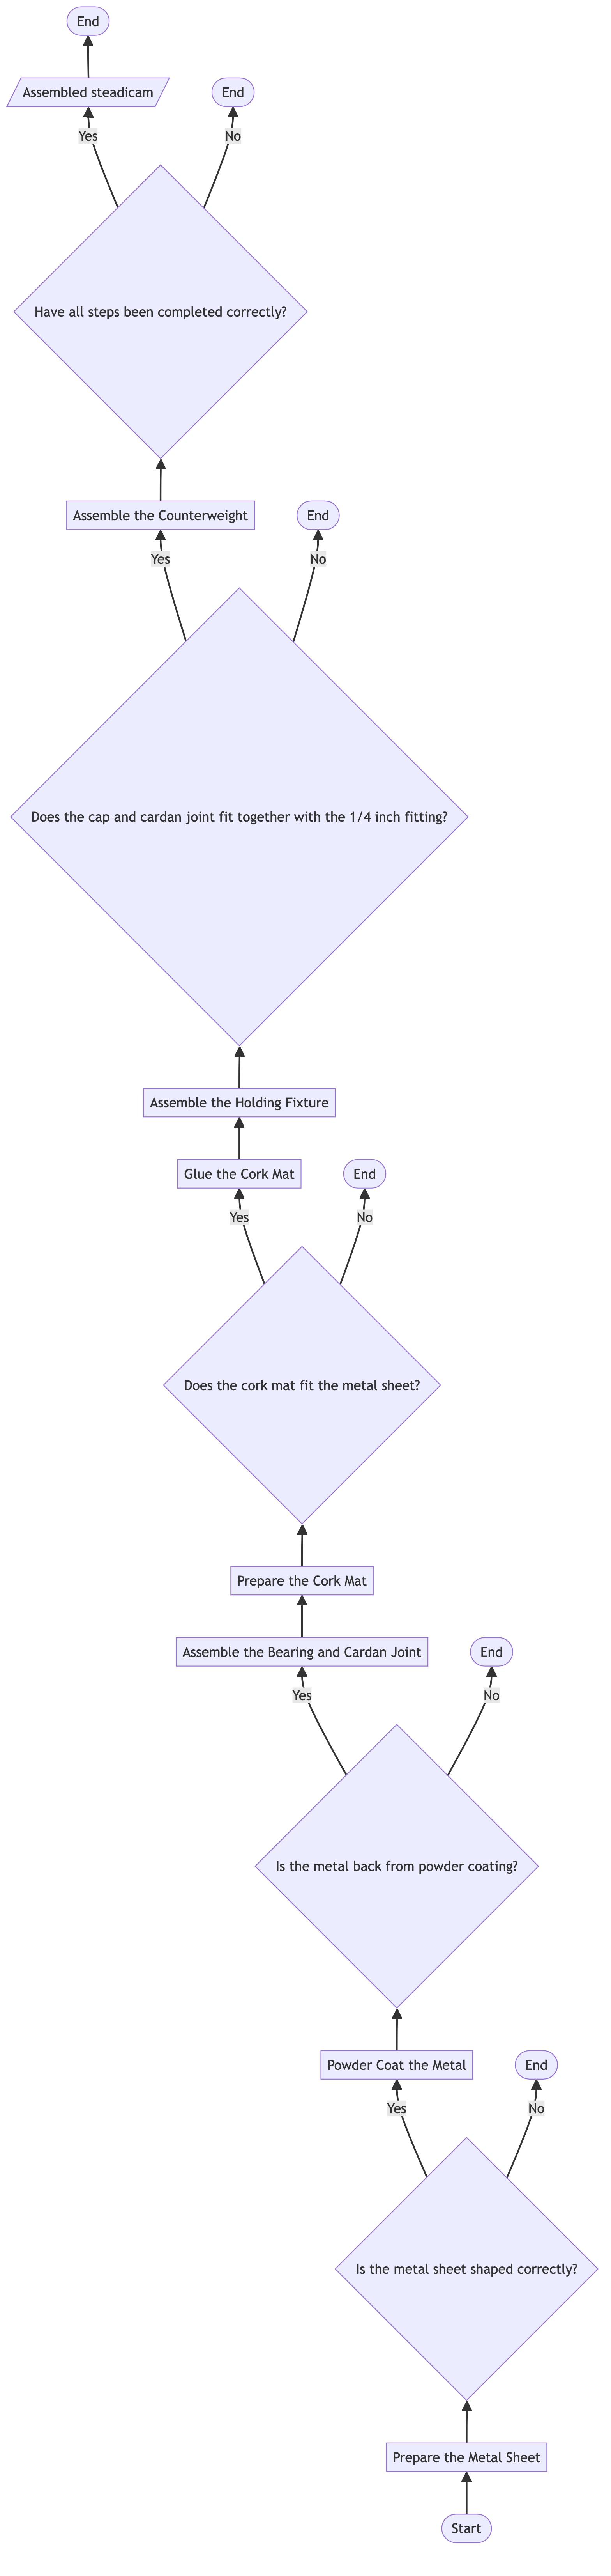 End
Assembled steadicam
End
Yes
No
Have all steps been completed correctly?
Assemble the Counterweight
End
Yes
No
Does the cap and cardan joint fit together with the 1/4 inch fitting?
Assemble the Holding Fixture
Glue the Cork Mat
End
Yes
No
Does the cork mat fit the metal sheet?
Prepare the Cork Mat
Assemble the Bearing and Cardan Joint
End
Yes
No
Is the metal back from powder coating?
Powder Coat the Metal
End
Yes
No
Is the metal sheet shaped correctly?
Prepare the Metal Sheet
Start